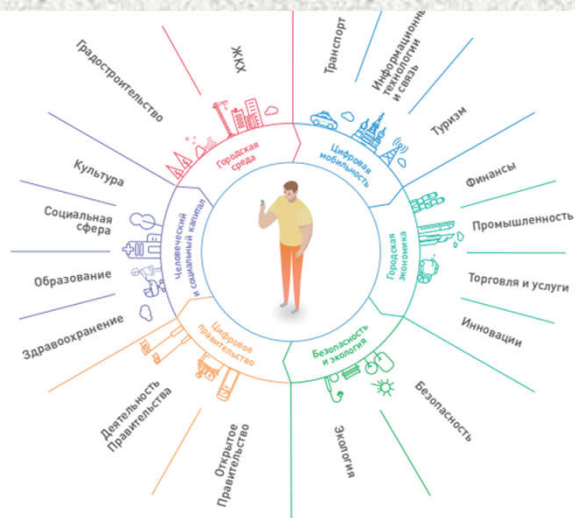 Градостроительство
ЖКХ
Транспорт
Информационные
технологии
и связь
Туризм
Финансы
Промышленность
Торговля и услуги
Инновации
Безопасность
Экология
Открытое
Правительство
Деятельность
Правительства
Здравоохранение
Образование
Социальная
сфера
Культура
Городская
среда
Цифровая
мобильность
Городская
экономика
Безопасность
и экология
Цифровое
правительство
Человеческий
и социальный капитал